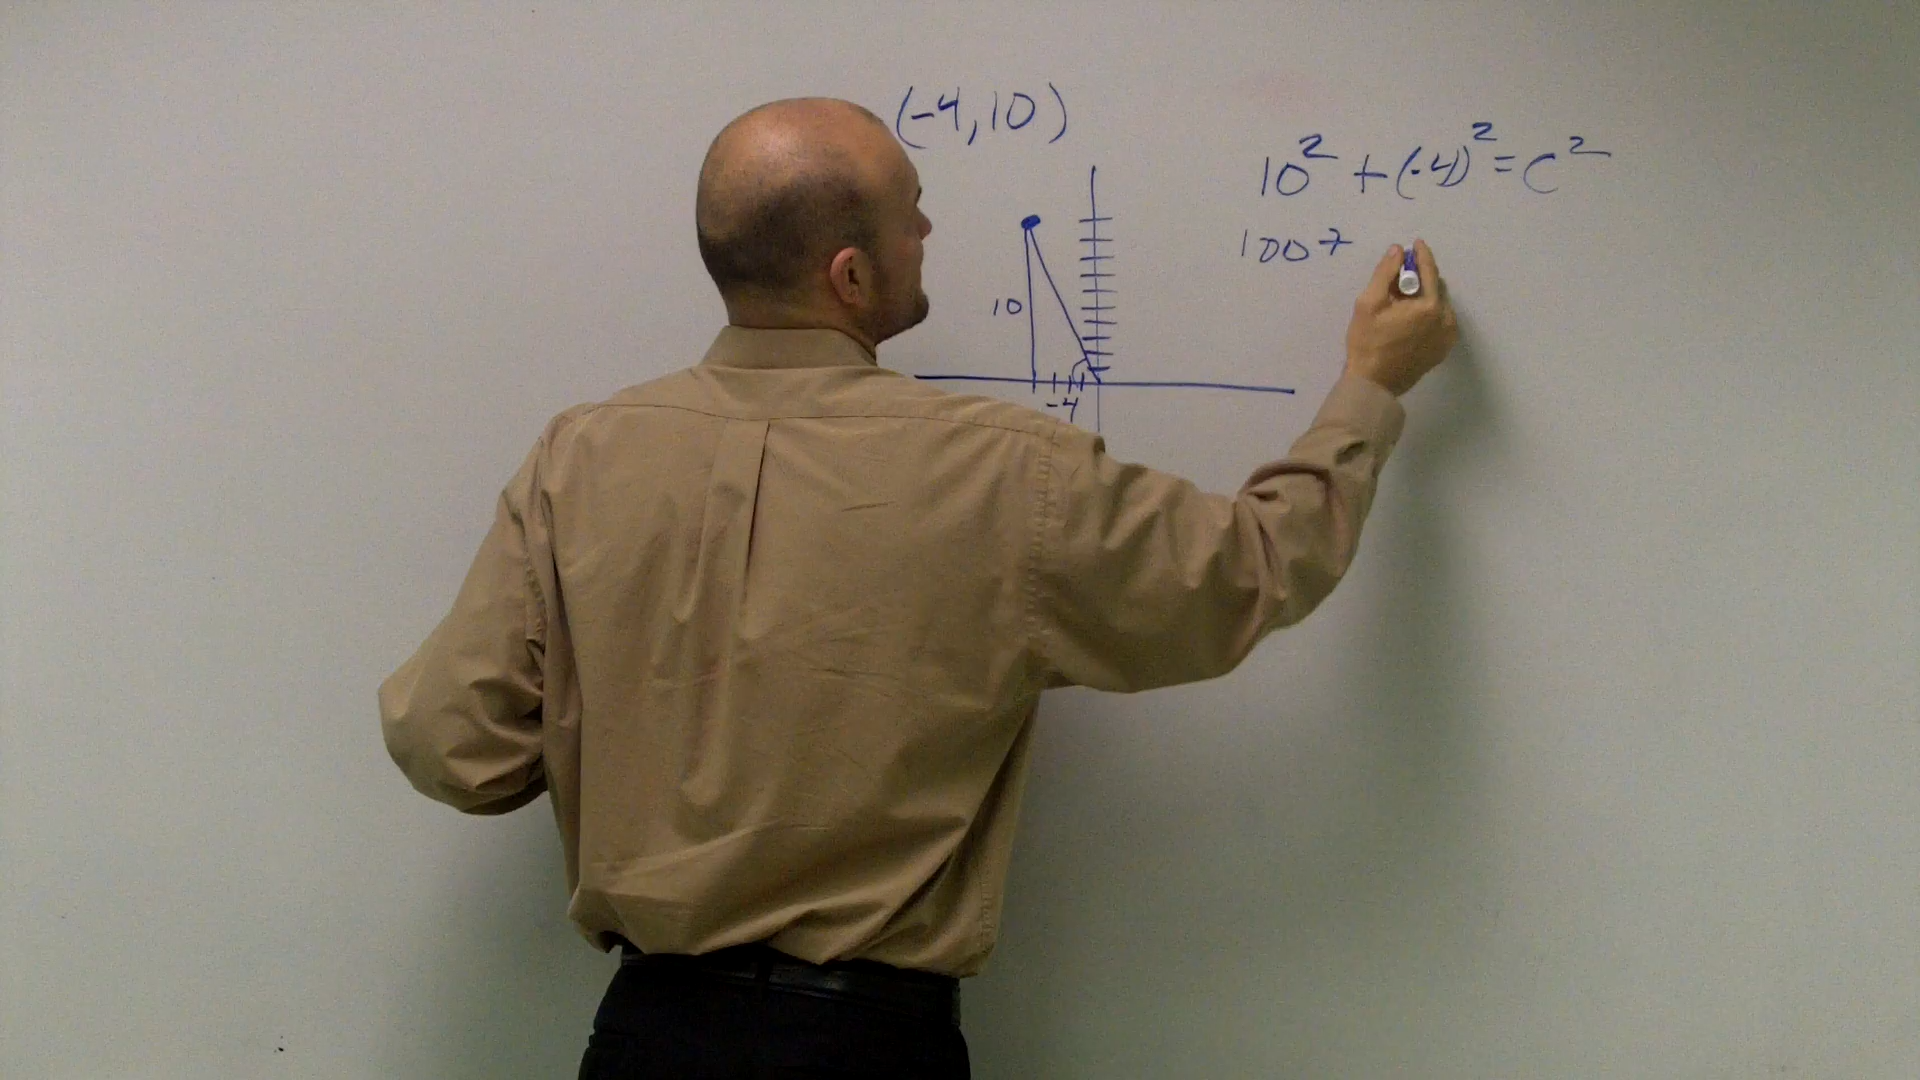 (-4,10)
10² + (-4)² = c²
100 +
10
-4